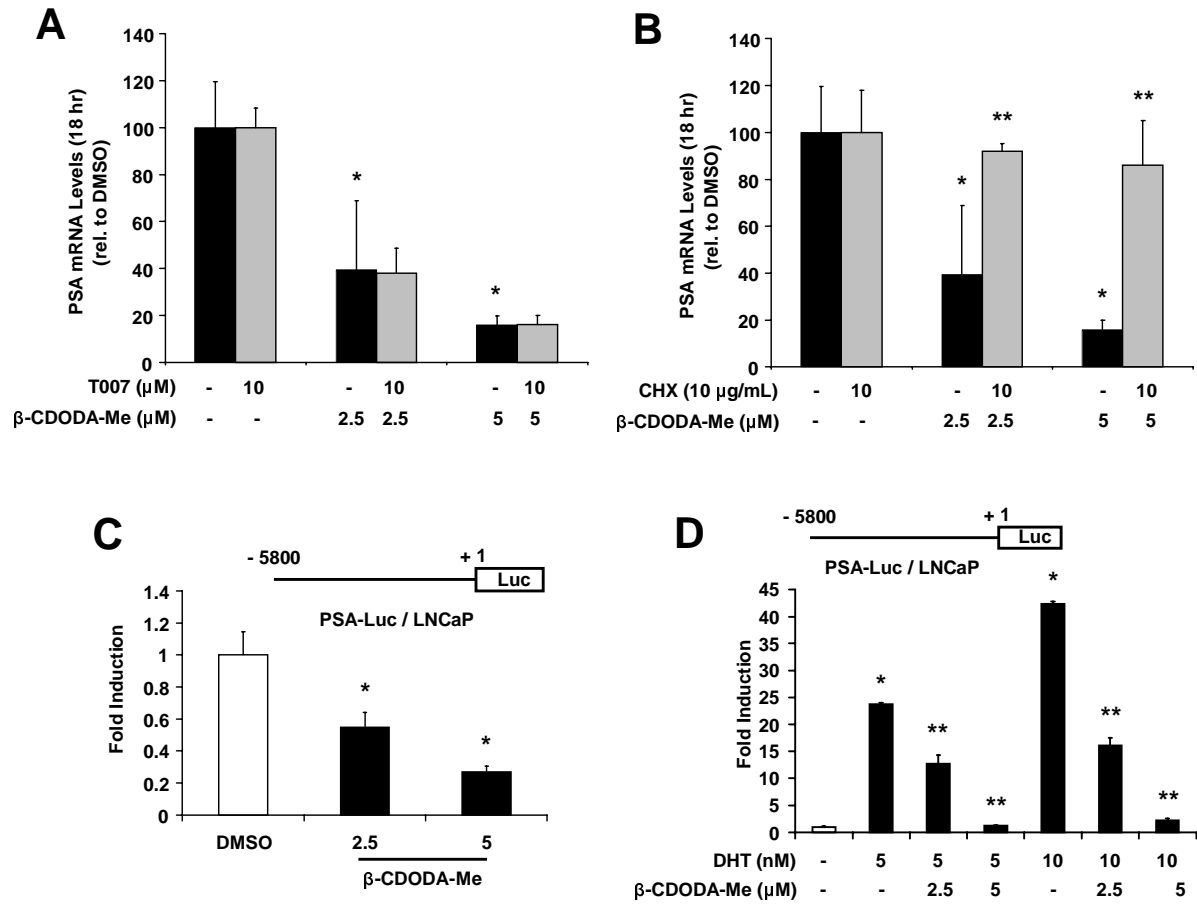 A
PSA mRNA Levels (18 hr)
(rel. to DMSO)
140
120
100
80
60
40
20
0
*
*
T007 (μM) - 10 - 10 - 10
β-CDODA-Me (μM) - - 2.5 2.5 5 5
B
PSA mRNA Levels (18 hr)
(rel. to DMSO)
140
120
100
80
60
40
20
0
*
**
*
**
CHX (10 μg/mL) - 10 - 10 - 10
β-CDODA-Me (μM) - - 2.5 2.5 5 5
C
- 5800 + 1
Luc
PSA-Luc / LNCaP
Fold Induction
1.4
1.2
1
0.8
0.6
0.4
0.2
0
*
*
DMSO 2.5 5
β-CDODA-Me
D
- 5800 + 1
Luc
PSA-Luc / LNCaP
Fold Induction
45
40
35
30
25
20
15
10
5
0
*
**
**
*
**
**
DHT (nM) - 5 5 5 10 10 10
β-CDODA-Me (μM) - - 2.5 5 - 2.5 5